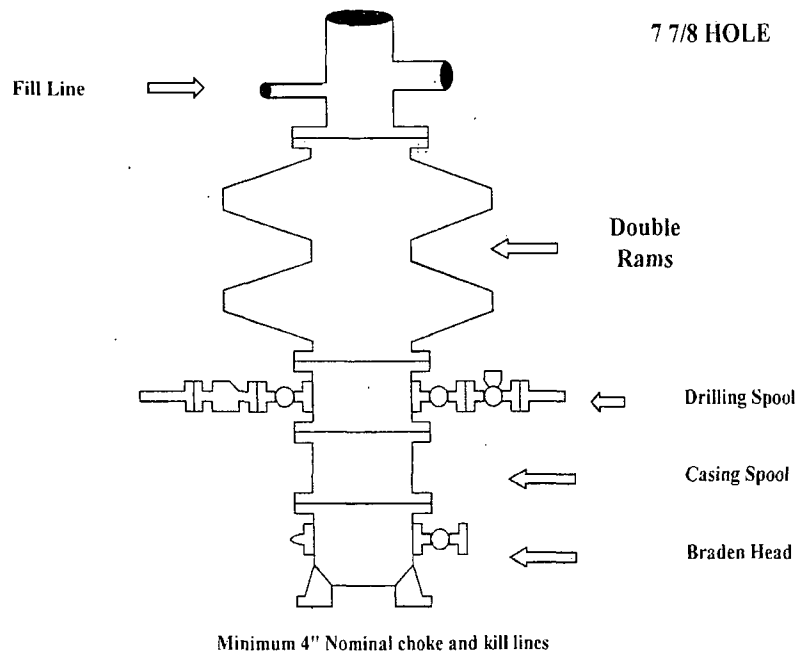 7 7/8 HOLE
Fill Line
Double
Rams
Drilling Spool
Casing Spool
Braden Head
Minimum 4" Nominal choke and kill lines